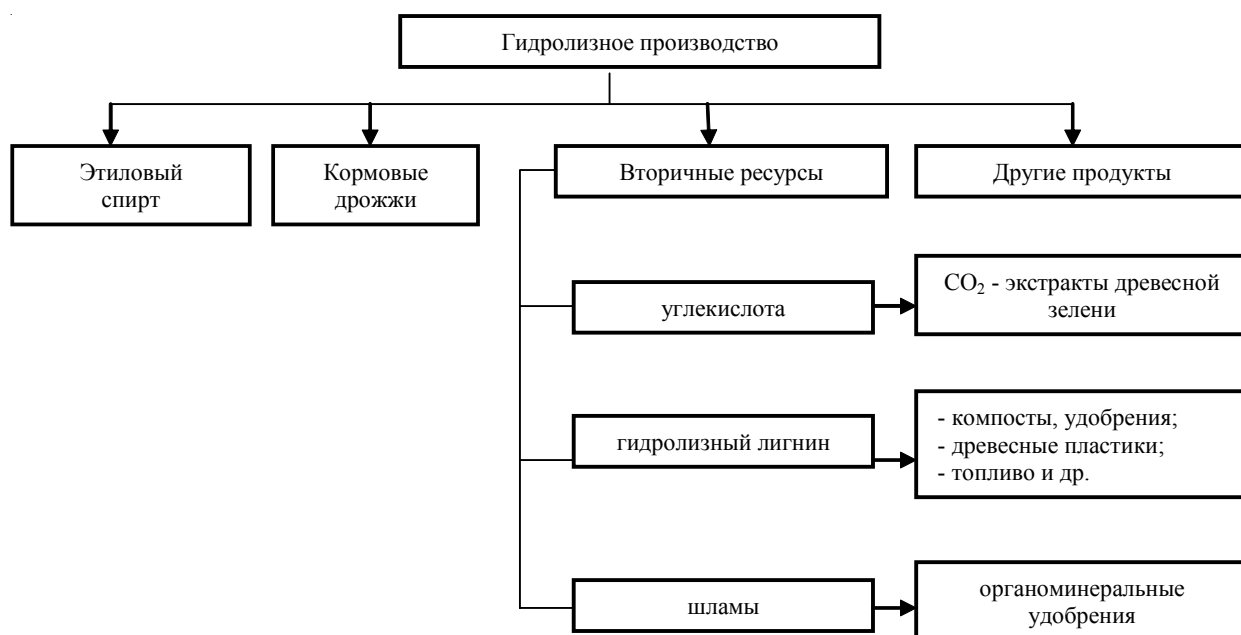 Гидролизное производство
Этиловый
спирт
Кормовые
дрожжи
Вторичные ресурсы
Другие продукты
углекислота
CO₂ - экстракты древесной
зелени
гидролизный лигнин
- компосты, удобрения;
- древесные пластики;
- топливо и др.
шламы
органоминеральные
удобрения